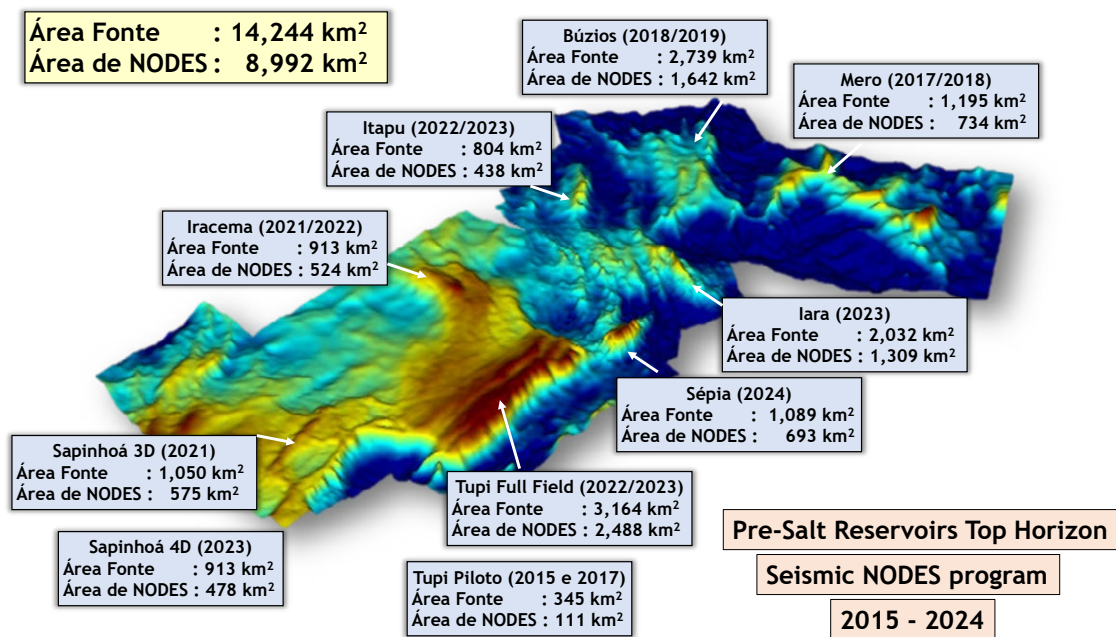 Área Fonte : 14,244 km²
Área de NODES : 8,992 km²
Búzios (2018/2019)
Área Fonte : 2,739 km²
Área de NODES : 1,642 km²
Mero (2017/2018)
Área Fonte : 1,195 km²
Área de NODES : 734 km²
Itapu (2022/2023)
Área Fonte : 804 km²
Área de NODES : 438 km²
Iracema (2021/2022)
Área Fonte : 913 km²
Área de NODES : 524 km²
Iara (2023)
Área Fonte : 2,032 km²
Área de NODES : 1,309 km²
Sépia (2024)
Área Fonte : 1,089 km²
Área de NODES : 693 km²
Sapinhoá 3D (2021)
Área Fonte : 1,050 km²
Área de NODES : 575 km²
Tupi Full Field (2022/2023)
Área Fonte : 3,164 km²
Área de NODES : 2,488 km²
Sapinhoá 4D (2023)
Área Fonte : 913 km²
Área de NODES : 478 km²
Tupi Piloto (2015 e 2017)
Área Fonte : 345 km²
Área de NODES : 111 km²
Pre-Salt Reservoirs Top Horizon
Seismic NODES program
2015 - 2024